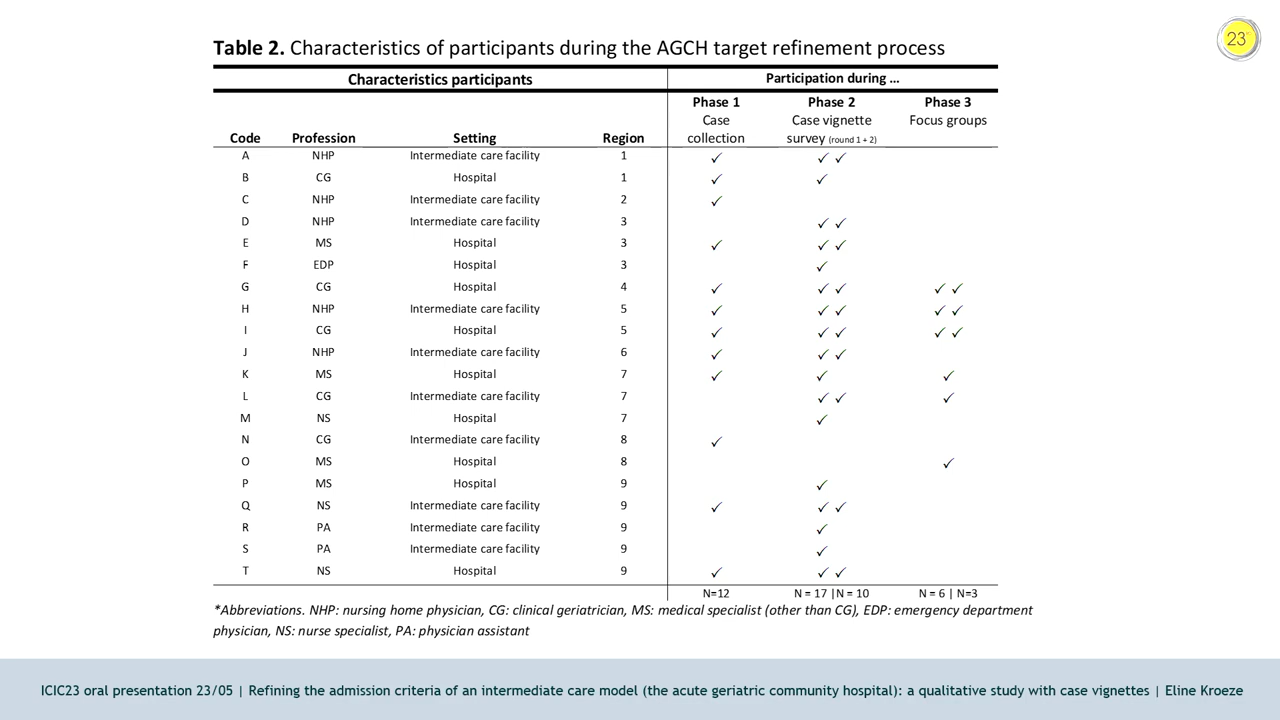 23
Table 2. Characteristics of participants during the AGCH target refinement process
Characteristics participants Participation during …
Phase 1 Phase 2 Phase 3
Case Case vignette Focus groups
Code Profession Setting Region collection survey (round 1 + 2)
A NHP Intermediate care facility 1 ✓ ✓ ✓
B CG Hospital 1 ✓ ✓
C NHP Intermediate care facility 2 ✓
D NHP Intermediate care facility 3 ✓ ✓
E MS Hospital 3 ✓ ✓ ✓
F EDP Hospital 3 ✓
G CG Hospital 4 ✓ ✓ ✓ ✓ ✓
H NHP Intermediate care facility 5 ✓ ✓ ✓ ✓ ✓
I CG Hospital 5 ✓ ✓ ✓ ✓ ✓
J NHP Intermediate care facility 6 ✓ ✓ ✓
K MS Hospital 7 ✓ ✓ ✓
L CG Intermediate care facility 7 ✓ ✓ ✓
M NS Hospital 7 ✓
N CG Intermediate care facility 8 ✓
O MS Hospital 8 ✓
P MS Hospital 9 ✓
Q NS Intermediate care facility 9 ✓ ✓ ✓
R PA Intermediate care facility 9 ✓
S PA Intermediate care facility 9 ✓
T NS Hospital 9 ✓ ✓ ✓
N=12 N = 17 |N = 10 N = 6 | N=3
*Abbreviations. NHP: nursing home physician, CG: clinical geriatrician, MS: medical specialist (other than CG), EDP: emergency department
physician, NS: nurse specialist, PA: physician assistant
ICIC23 oral presentation 23/05 | Refining the admission criteria of an intermediate care model (the acute geriatric community hospital): a qualitative study with case vignettes | Eline Kroeze